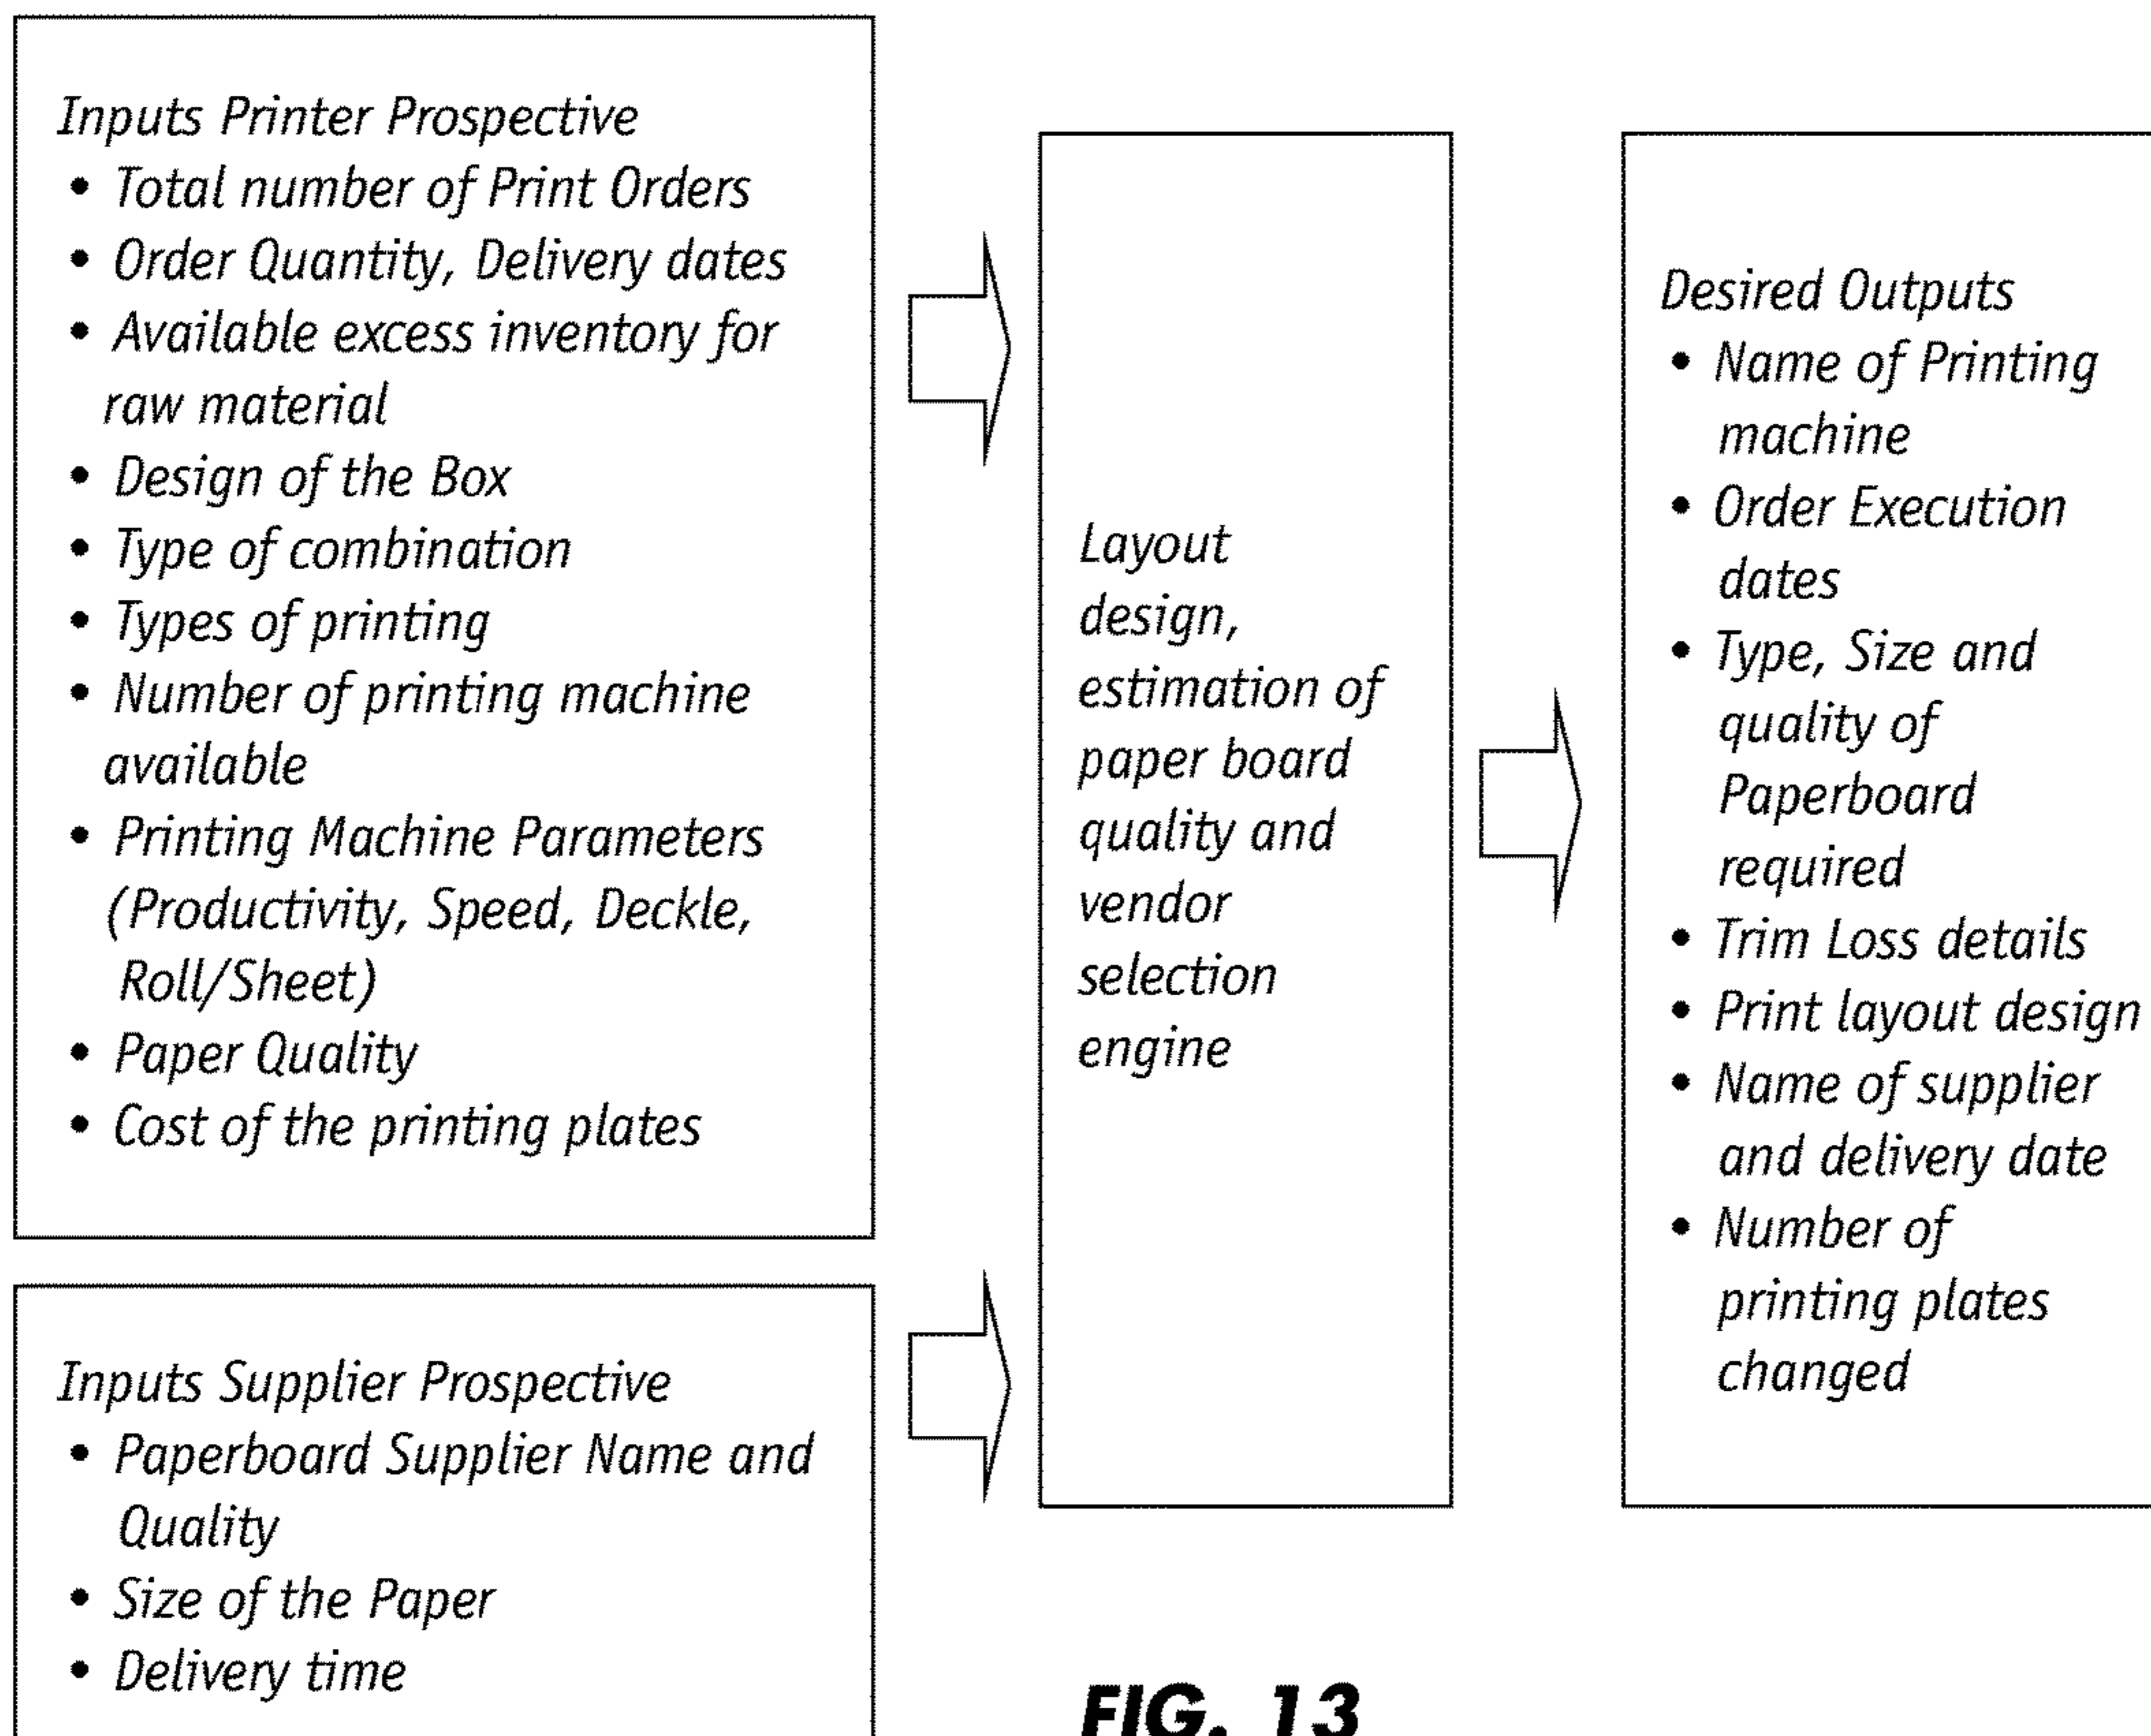 Inputs Printer Prospective
• Total number of Print Orders
• Order Quantity, Delivery dates
• Available excess inventory for
raw material
• Design of the Box
• Type of combination
• Types of printing
• Number of printing machine
available
• Printing Machine Parameters
(Productivity, Speed, Deckle,
Roll/Sheet)
• Paper Quality
• Cost of the printing plates
Inputs Supplier Prospective
• Paperboard Supplier Name and
Quality
• Size of the Paper
• Delivery time
Layout
design,
estimation of
paper board
quality and
vendor
selection
engine
Desired Outputs
• Name of Printing
machine
• Order Execution
dates
• Type, Size and
quality of
Paperboard
required
• Trim Loss details
• Print layout design
• Name of supplier
and delivery date
• Number of
printing plates
changed
FIG. 13